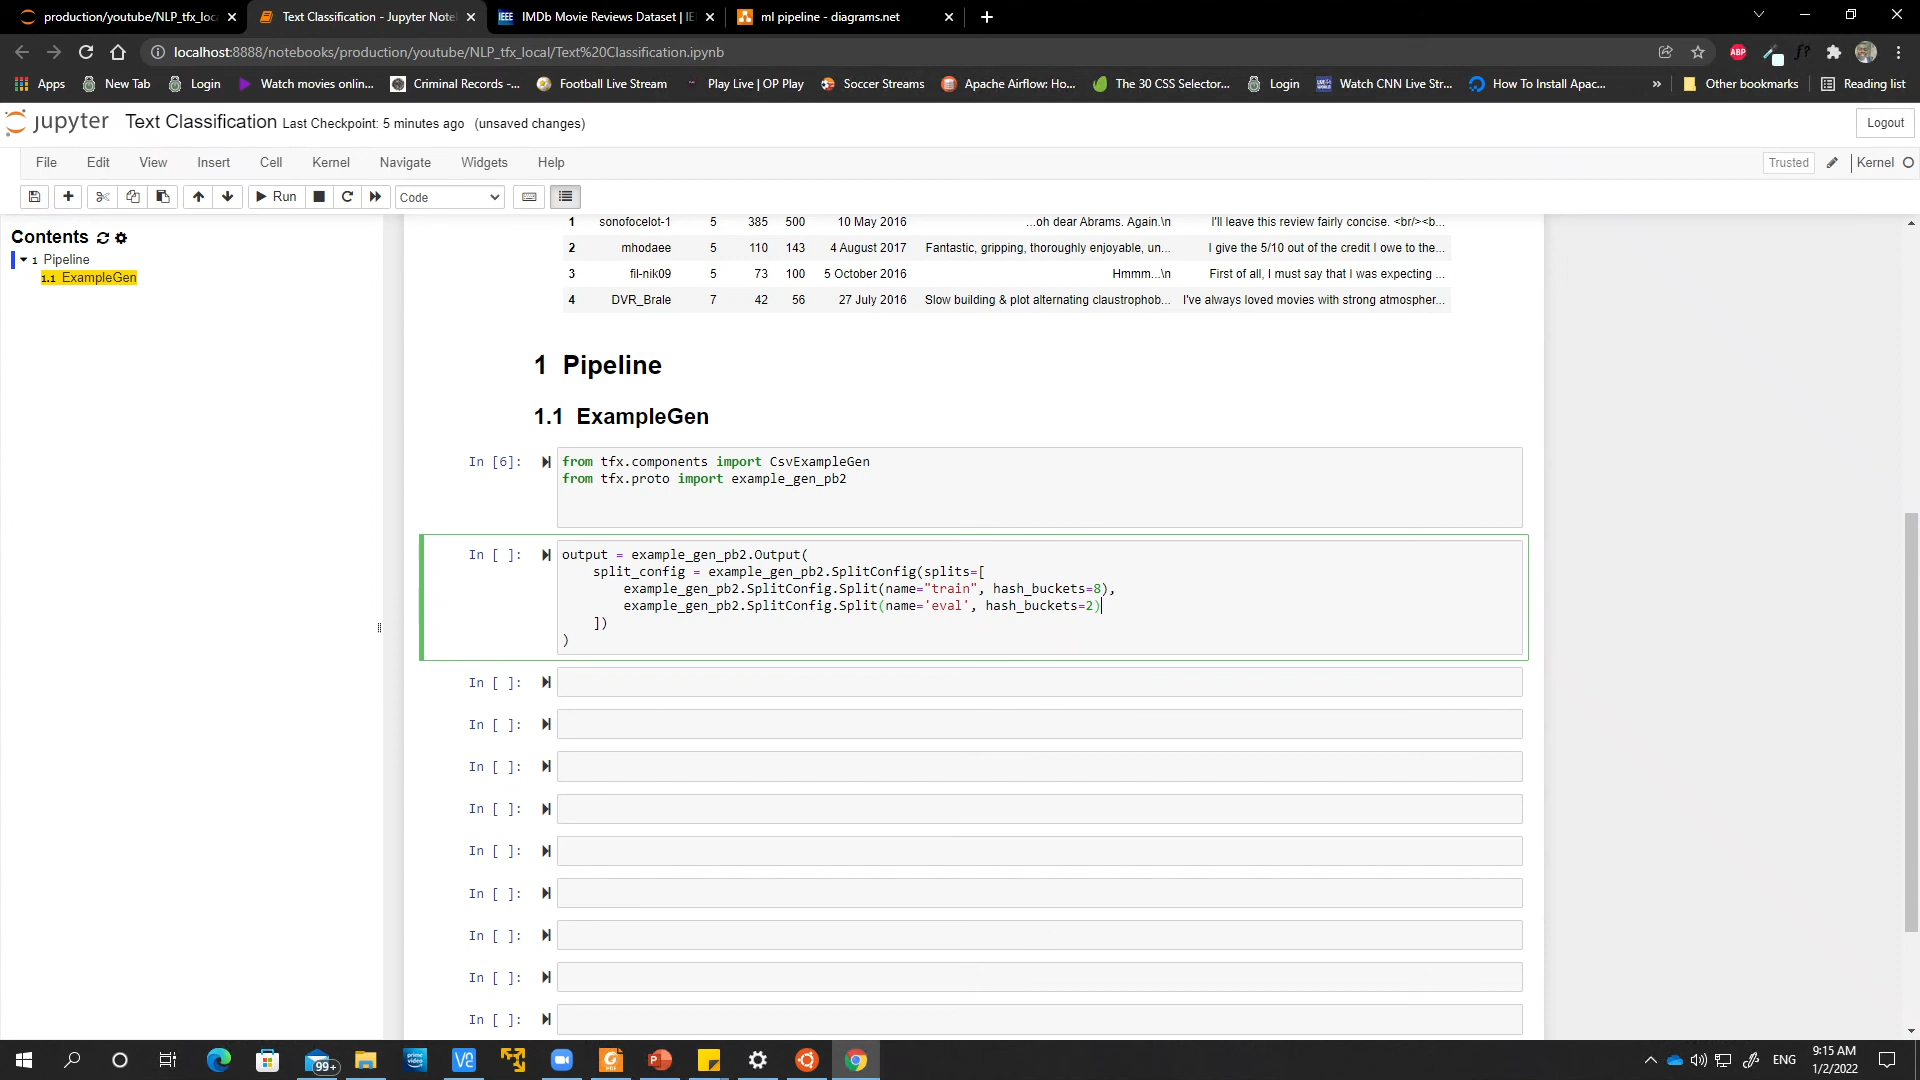 production/youtube/NLP_tfx_loc
Text Classification - Jupyter Note
IMDb Movie Reviews Dataset | IE
ml pipeline - diagrams.net
localhost:8888/notebooks/production/youtube/NLP_tfx_local/Text%20Classification.ipynb
ABP
f?
Apps
New Tab
Login
Watch movies onlin...
Criminal Records -...
Football Live Stream
Play Live | OP Play
Soccer Streams
Apache Airflow: Ho...
The 30 CSS Selector...
Login
Watch CNN Live Str...
How To Install Apac...
»
Other bookmarks
Reading list
jupyter Text Classification Last Checkpoint: 5 minutes ago (unsaved changes)
Logout
File Edit View Insert Cell Kernel Navigate Widgets Help
Trusted
Kernel
Run
Code
Contents
1 Pipeline
1.1 ExampleGen
1 sonofocelot-1 5 385 500 10 May 2016 ...oh dear Abrams. Again.\n I'll leave this review fairly concise. <br/><b...
2 mhodaee 5 110 143 4 August 2017 Fantastic, gripping, thoroughly enjoyable, un... I give the 5/10 out of the credit I owe to the...
3 fil-nik09 5 73 100 5 October 2016 Hmmm...\n First of all, I must say that I was expecting ...
4 DVR_Brale 7 42 56 27 July 2016 Slow building & plot alternating claustrophob... I've always loved movies with strong atmospher...
1 Pipeline
1.1 ExampleGen
In [6]:
from tfx.components import CsvExampleGen
from tfx.proto import example_gen_pb2
In [ ]:
output = example_gen_pb2.Output(
split_config = example_gen_pb2.SplitConfig(splits=[
example_gen_pb2.SplitConfig.Split(name="train", hash_buckets=8),
example_gen_pb2.SplitConfig.Split(name='eval', hash_buckets=2)
])
)
In [ ]:
In [ ]:
In [ ]:
In [ ]:
In [ ]:
In [ ]:
In [ ]:
In [ ]:
In [ ]:
99+
ENG
9:15 AM
1/2/2022